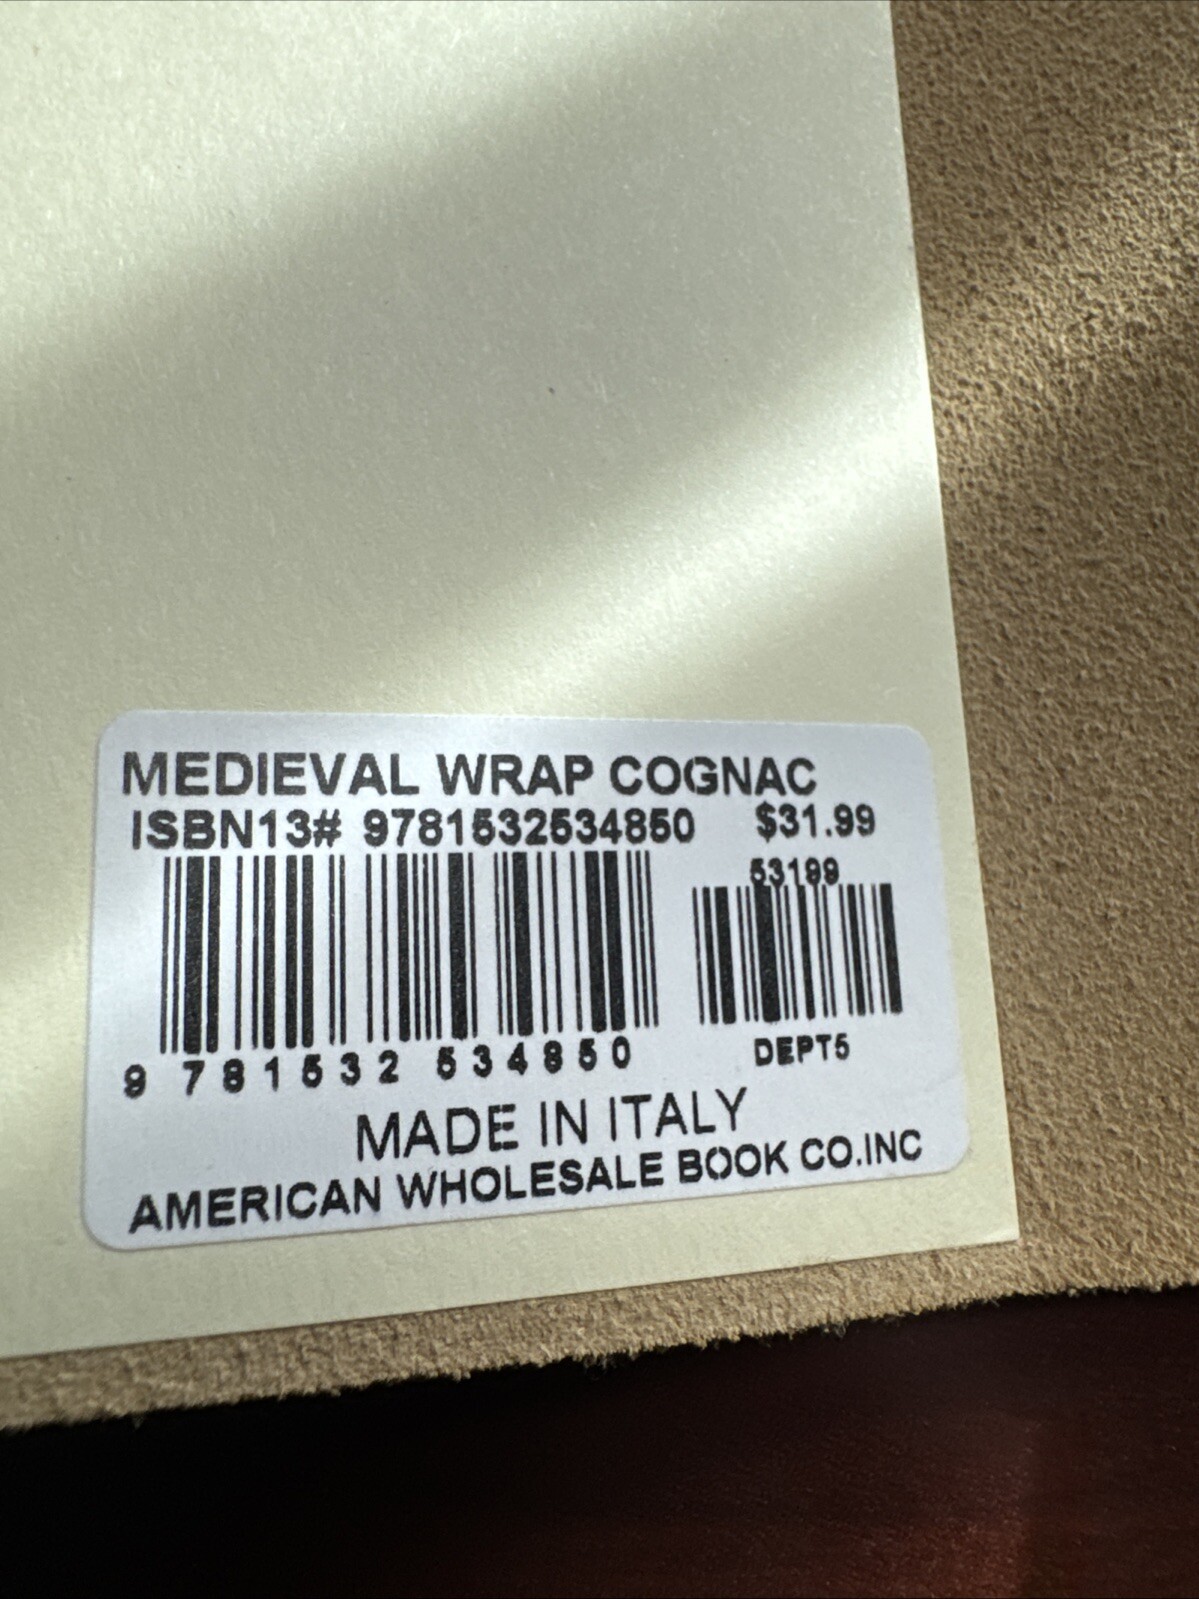 MEDIEVAL WRAP COGNAC
ISBN13# 9781532534850 $31.99
53199
9 781532 534850
DEPT5
MADE IN ITALY
AMERICAN WHOLESALE BOOK CO.INC